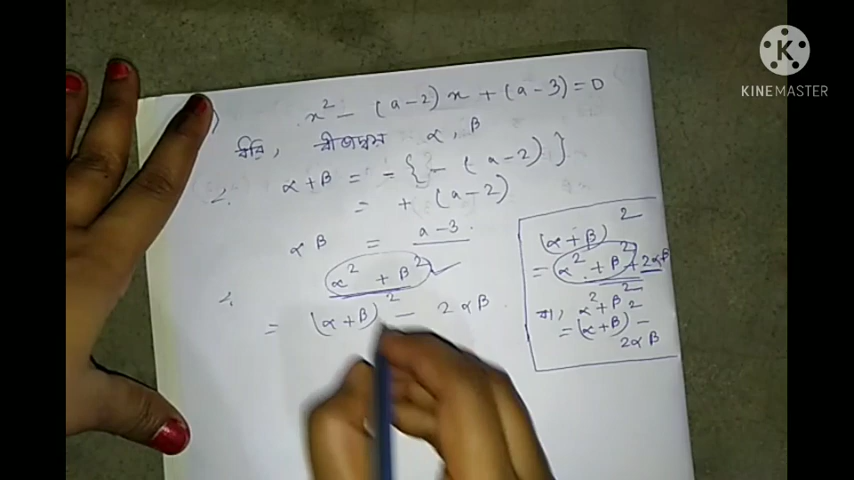 x² - (a-2) x + (a-3) = 0
ধরি, বীজদ্বয় α, β
∴ α+β = - { - (a-2) }
= + (a-2)
αβ = a-3
∴ α² + β²
= (α+β)² - 2αβ
(α+β)²
= α² + β² + 2αβ
বা, α² + β²
= (α+β)² -
2αβ
K
KINEMASTER